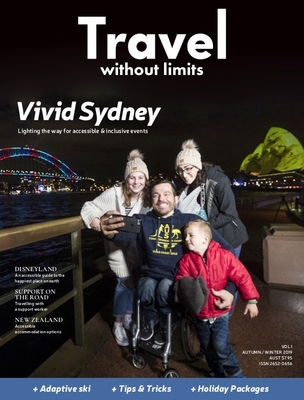 Travel
without limits
Vivid Sydney
Lighting the way for accessible & inclusive events
DISNEYLAND
An accessible guide to the
happiest place on earth
SUPPORT ON
THE ROAD
Travelling with
a support worker
NEW ZEALAND
Accessible
accommodation options
VOL 1
AUTUMN / WINTER 2019
AUST $7.95
ISSN 2652-0656
+ Adaptive ski + Tips & Tricks + Holiday Packages